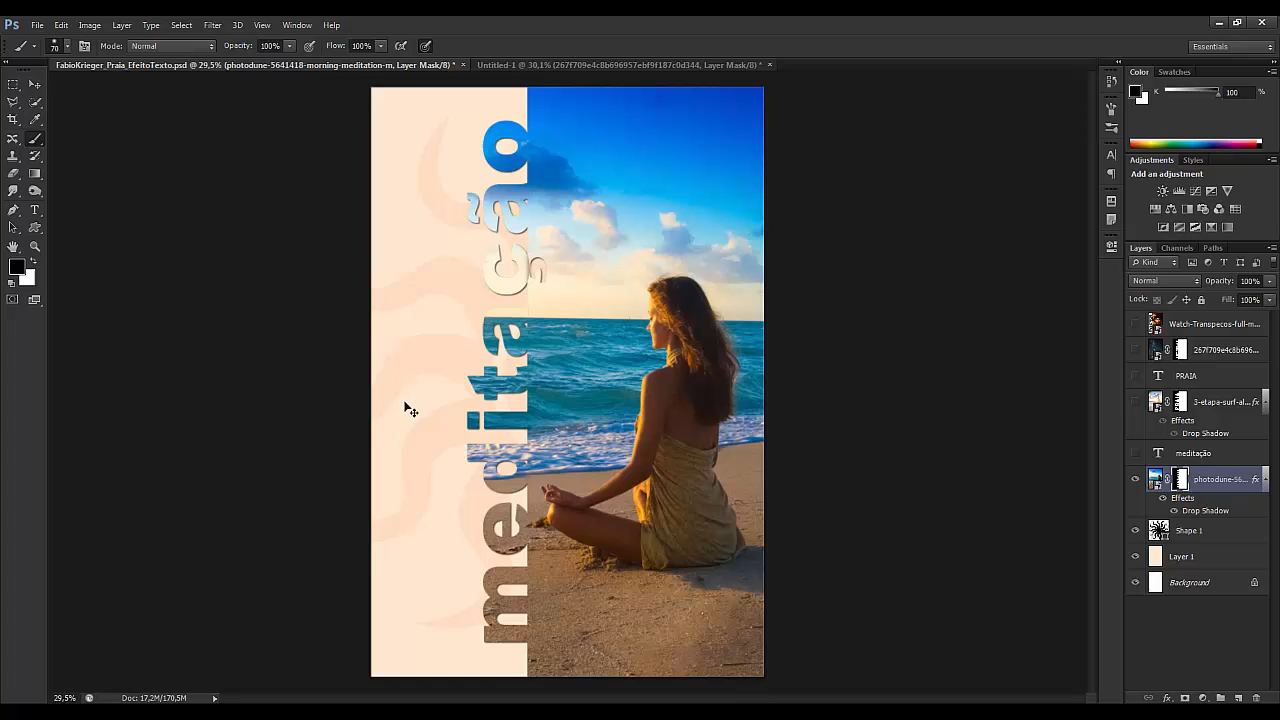 Ps File Edit Image Layer Type Select Filter 3D View Window Help
70 Mode: Normal Opacity: 100% Flow: 100% Essentials
FabioKrieger_Praia_EfeitoTexto.psd @ 29,5% (photodune-5641418-morning-meditation-m, Layer Mask/8) * × Untitled-1 @ 30,1% (267f709e4c8b696957ebf9f187c0d344, Layer Mask/8) * ×
Color Swatches
K 100 %
Adjustments Styles
Add an adjustment
Layers Channels Paths
Kind
Normal Opacity: 100%
Lock: Fill: 100%
Watch-Transpecos-full-m...
267f709e4c8b696...
PRAIA
3-etapa-surf-al... fx
Effects
Drop Shadow
meditação
photodune-56... fx
Effects
Drop Shadow
Shape 1
Layer 1
Background
meditação
29,5% Doc: 17,2M/170,5M